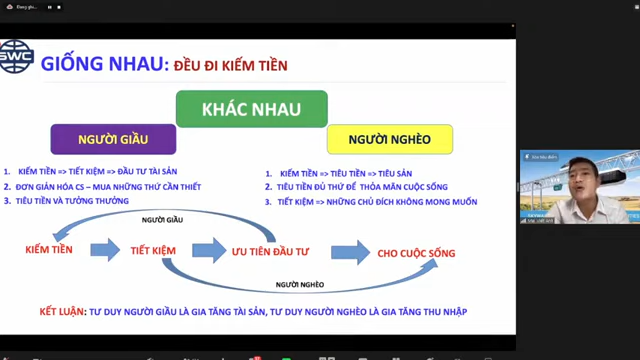 SWC
GIỐNG NHAU: ĐỀU ĐI KIẾM TIỀN
KHÁC NHAU
NGƯỜI GIẦU
NGƯỜI NGHÈO
1. KIẾM TIỀN => TIẾT KIỆM => ĐẦU TƯ TÀI SẢN
2. ĐƠN GIẢN HÓA CS – MUA NHỮNG THỨ CẦN THIẾT
3. TIÊU TIỀN VÀ TƯỞNG THƯỞNG
1. KIẾM TIỀN => TIÊU TIỀN => TIÊU SẢN
2. TIÊU TIỀN ĐỦ THỨ ĐỂ THỎA MÃN CUỘC SỐNG
3. TIẾT KIỆM => NHỮNG CHỦ ĐÍCH KHÔNG MONG MUỐN
NGƯỜI GIẦU
KIẾM TIỀN
TIẾT KIỆM
ƯU TIÊN ĐẦU TƯ
CHO CUỘC SỐNG
NGƯỜI NGHÈO
KẾT LUẬN: TƯ DUY NGƯỜI GIẦU LÀ GIA TĂNG TÀI SẢN, TƯ DUY NGƯỜI NGHÈO LÀ GIA TĂNG THU NHẬP